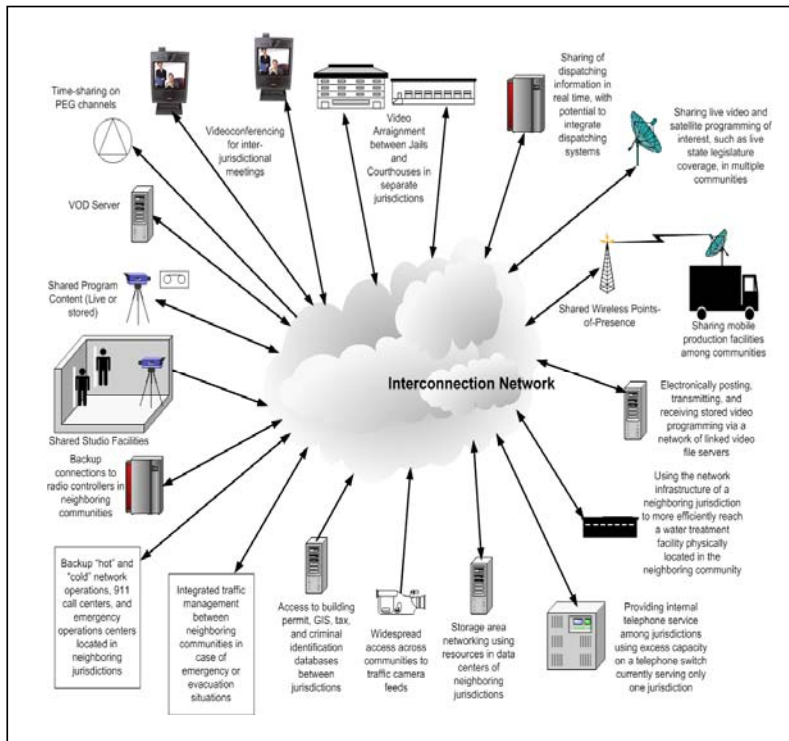 Time-sharing on
PEG channels
Videoconferencing
for inter-
jurisdictional
meetings
Video
Arraignment
between Jails
and
Courthouses in
separate
jurisdictions
Sharing of
dispatching
information in
real time, with
potential to
integrate
dispatching
systems
Sharing live video and
satellite programming of
interest, such as live
state legislature
coverage, in multiple
communities
VOD Server
Shared Program
Content (Live or
stored)
Shared Studio Facilities
Shared Wireless Points-
of-Presence
Sharing mobile
production facilities
among communities
Interconnection Network
Electronically posting,
transmitting, and
receiving stored video
programming via a
network of linked video
file servers
Backup
connections to
radio controllers in
neighboring
communities
Using the network
infrastructure of a
neighboring jurisdiction
to more efficiently reach
a water treatment
facility physically
located in the
neighboring community
Backup "hot" and
"cold" network
operations, 911
call centers, and
emergency
operations centers
located in
neighboring
jurisdictions
Integrated traffic
management between
neighboring
communities in
case of
emergency or
evacuation
situations
Access to building
permit, GIS, tax,
and criminal
identification
databases
between
jurisdictions
Widespread
access across
communities to
traffic camera
feeds
Storage area
networking using
resources in data
centers of
neighboring
jurisdictions
Providing internal
telephone service
among jurisdictions
using excess capacity
on a telephone switch
currently serving only
one jurisdiction